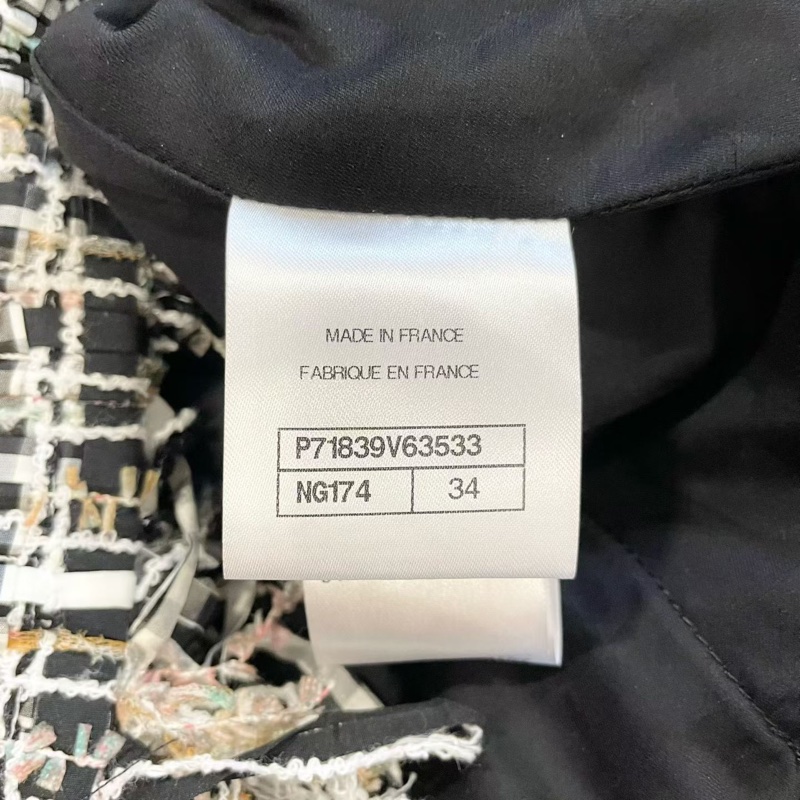 MADE IN FRANCE
FABRIQUE EN FRANCE
P71839V63533
NG174 34